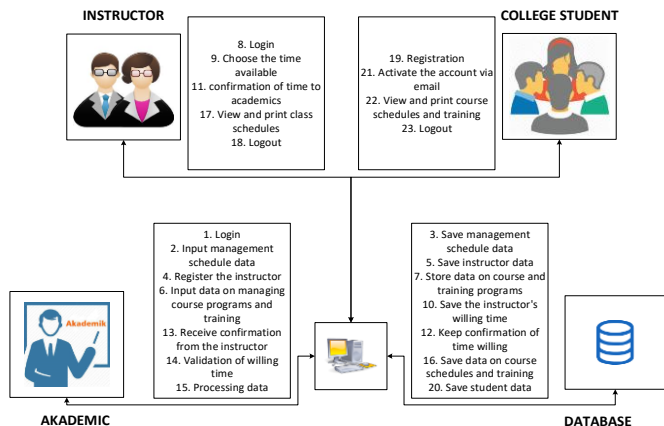 INSTRUCTOR
COLLEGE STUDENT
8. Login
9. Choose the time
available
11. confirmation of time to
academics
17. View and print class
schedules
18. Logout
19. Registration
21. Activate the account via
email
22. View and print course
schedules and training
23. Logout
1. Login
2. Input management
schedule data
4. Register the instructor
6. Input data on managing
course programs and
training
13. Receive confirmation
from the instructor
14. Validation of willing
time
15. Processing data
3. Save management
schedule data
5. Save instructor data
7. Store data on course and
training programs
10. Save the instructor's
willing time
12. Keep confirmation of
time willing
16. Save data on course
schedules and training
20. Save student data
Akademik
AKADEMIC
DATABASE